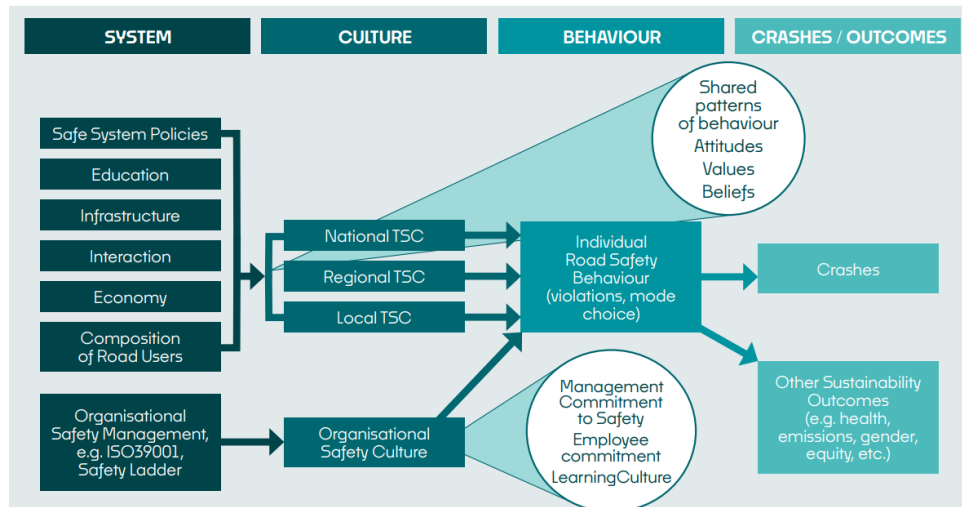 SYSTEM
CULTURE
BEHAVIOUR
CRASHES / OUTCOMES
Safe System Policies
Education
Infrastructure
Interaction
Economy
Composition
of Road Users
Organisational
Safety Management,
e.g. ISO39001,
Safety Ladder
National TSC
Regional TSC
Local TSC
Organisational
Safety Culture
Shared
patterns
of behaviour
Attitudes
Values
Beliefs
Individual
Road Safety
Behaviour
(violations, mode
choice)
Management
Commitment
to Safety
Employee
commitment
LearningCulture
Crashes
Other Sustainability
Outcomes
(e.g. health,
emissions, gender,
equity, etc.)